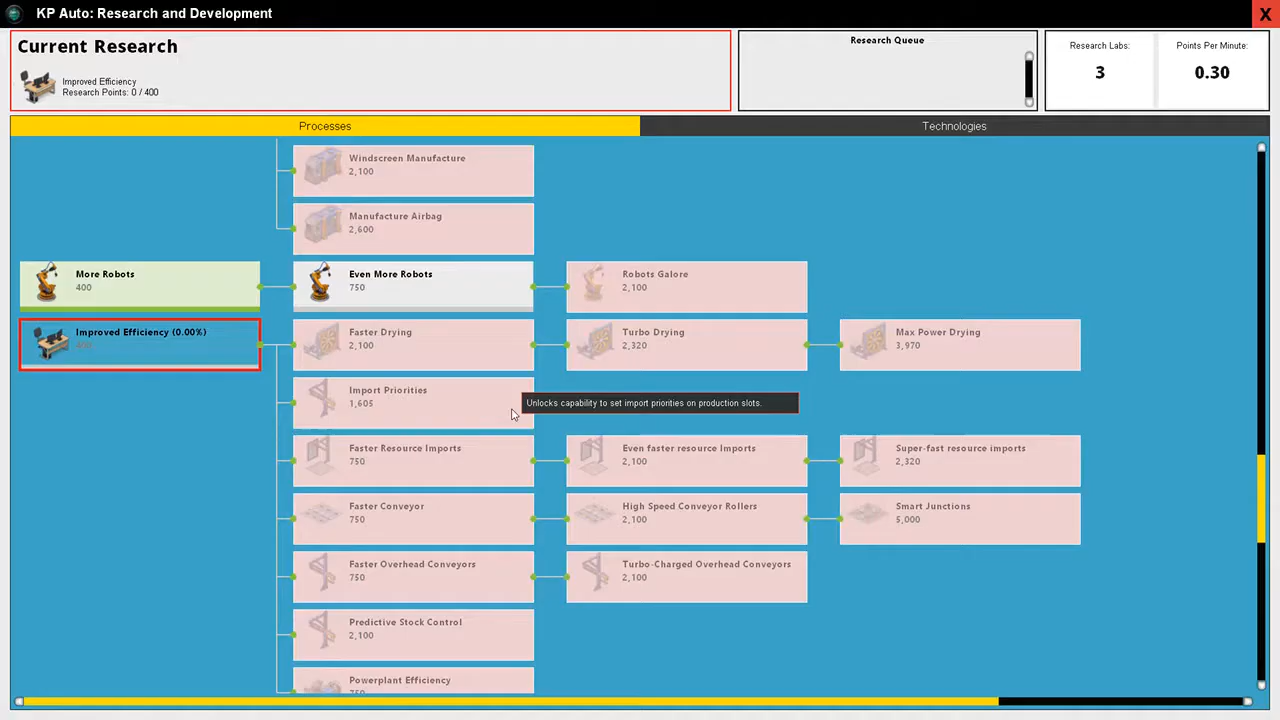 KP Auto: Research and Development
X
Current Research
Improved Efficiency
Research Points: 0 / 400
Research Queue
Research Labs:
3
Points Per Minute:
0.30
Processes
Technologies
Windscreen Manufacture
2,100
Manufacture Airbag
2,600
More Robots
400
Even More Robots
750
Robots Galore
2,100
Improved Efficiency (0.00%)
400
Faster Drying
2,100
Turbo Drying
2,320
Max Power Drying
3,970
Import Priorities
1,605
Unlocks capability to set import priorities on production slots.
Faster Resource Imports
750
Even faster resource Imports
2,100
Super-fast resource imports
2,320
Faster Conveyor
750
High Speed Conveyor Rollers
2,100
Smart Junctions
5,000
Faster Overhead Conveyors
750
Turbo-Charged Overhead Conveyors
2,100
Predictive Stock Control
2,100
Powerplant Efficiency
750